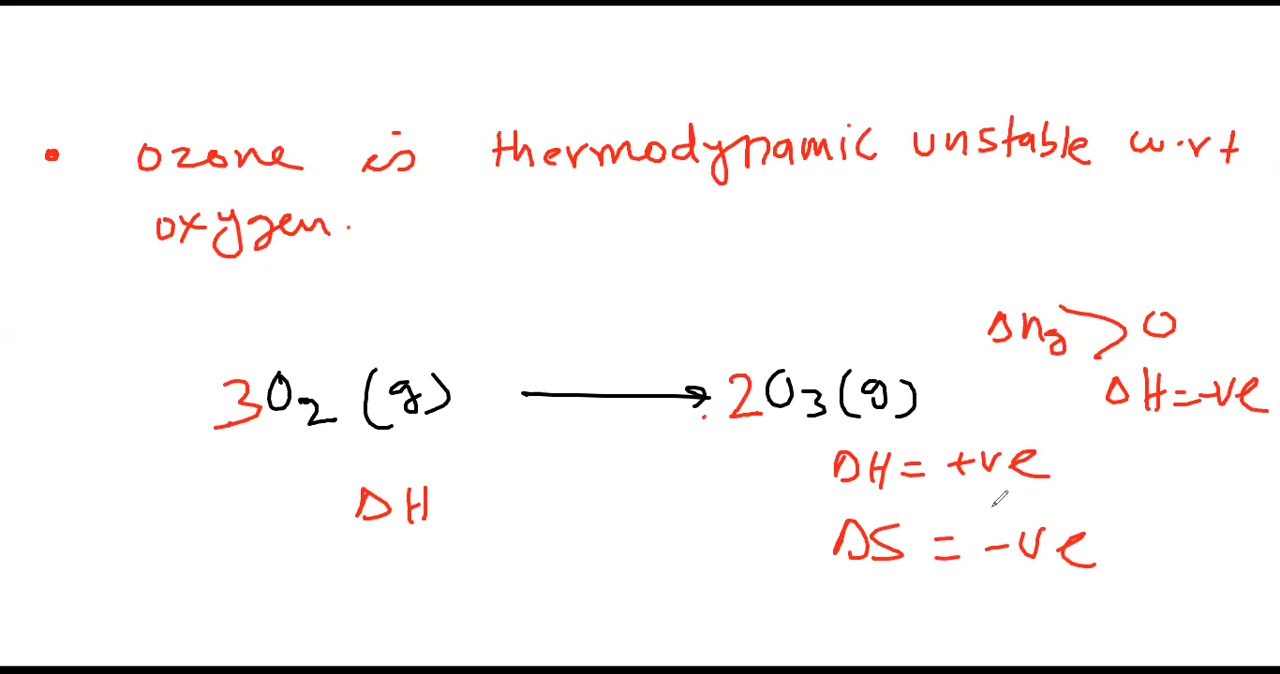 • ozone is thermodynamic unstable w.r.t
oxygen.
Δng > 0
ΔH = -ve
3O2 (g) → 2O3 (g)
ΔH = +ve
ΔH
ΔS = -ve